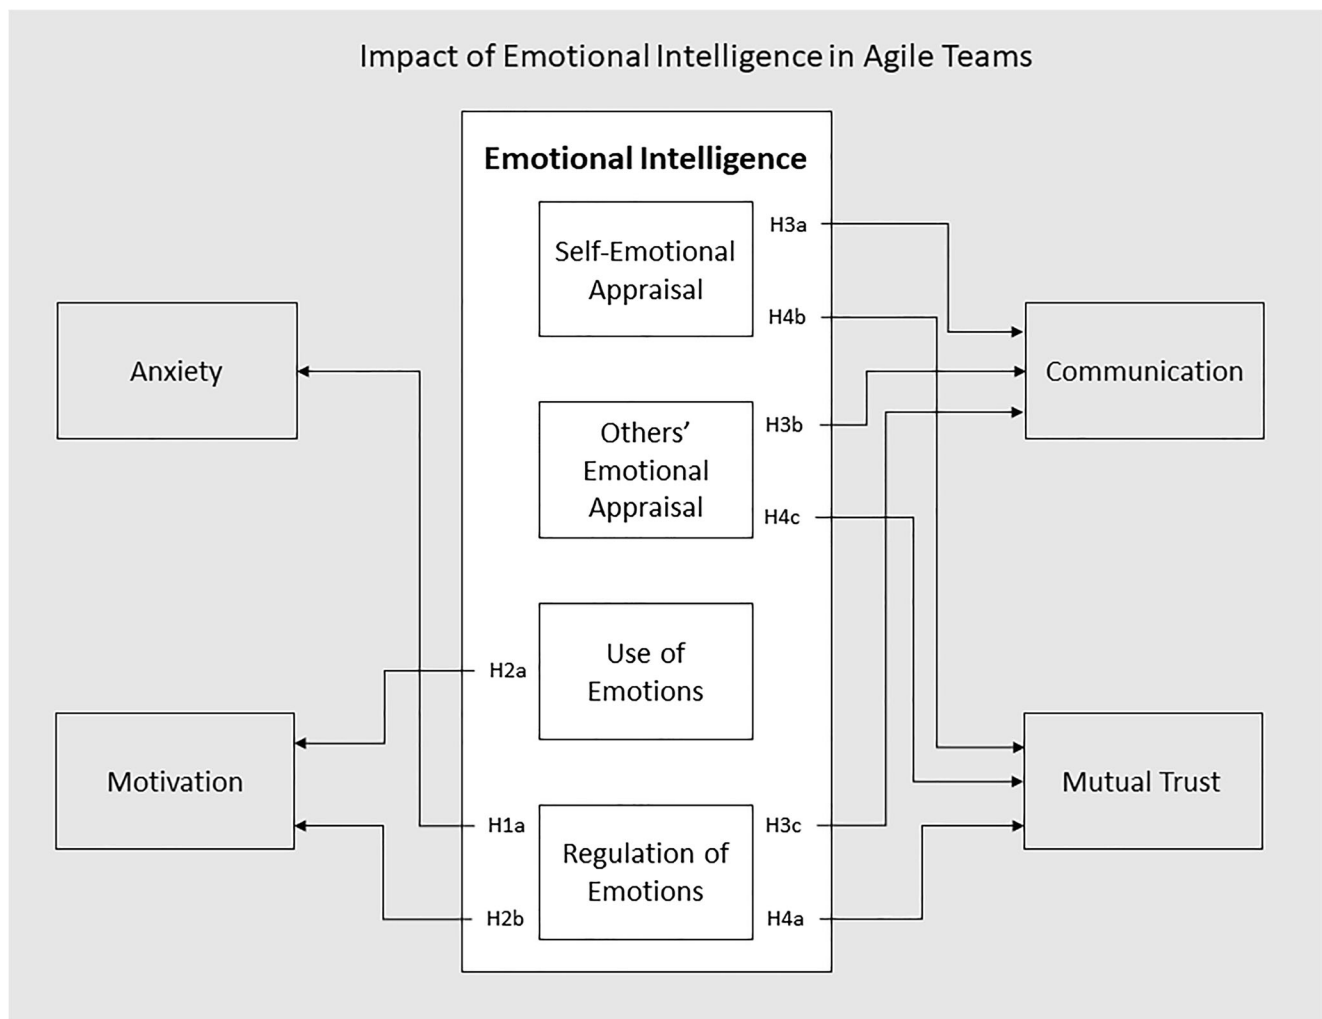 Impact of Emotional Intelligence in Agile Teams
Emotional Intelligence
Self-Emotional
Appraisal
H3a
H4b
Anxiety
Others’
Emotional
Appraisal
H3b
H4c
Communication
H2a
Use of
Emotions
Motivation
H1a
H2b
Regulation of
Emotions
H3c
H4a
Mutual Trust